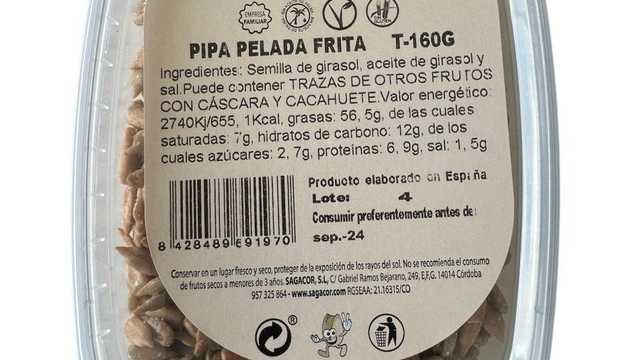 EMPRESA
FAMILIAR
PIPA PELADA FRITA T-160G
Ingredientes: Semilla de girasol, aceite de girasol y
sal.Puede contener TRAZAS DE OTROS FRUTOS
CON CÁSCARA Y CACAHUETE.Valor energético:
2740Kj/655, 1Kcal, grasas: 56, 5g, de las cuales
saturadas: 7g, hidratos de carbono: 12g, de los
cuales azúcares: 2, 7g, proteinas: 6, 9g, sal: 1, 5g
Producto elaborado en España
Lote: 4
Consumir preferentemente antes de:
sep.-24
8 428489 691970
Conservar en un lugar fresco y seco, proteger de la exposición de los rayos del sol. No se recomienda el consumo
de frutos secos a menores de 3 años. SAGACOR, S,L, C/ Gabriel Ramos Bejarano, 249, E,F,G. 14014 Córdoba
957 325 864 - www.sagacor.com RGSEAA: 21.16315/CO